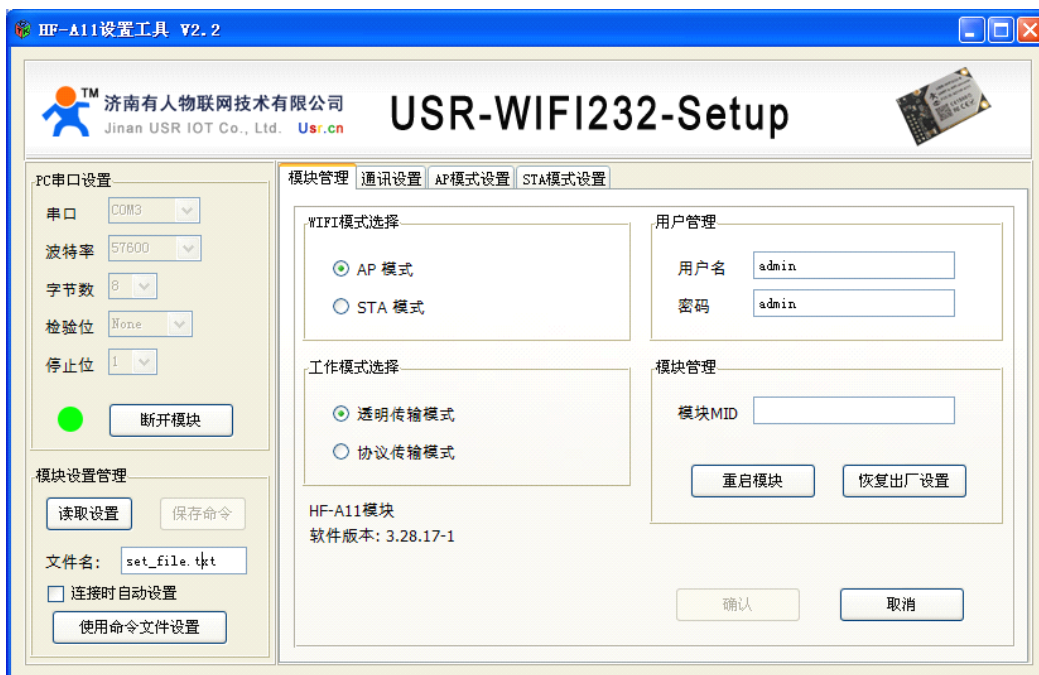 HF-A11设置工具 V2.2
TM
济南有人物联网技术有限公司
Jinan USR IOT Co., Ltd. Usr.cn
USR-WIFI232-Setup
PC串口设置
串口 COM3
波特率 57600
字节数 8
检验位 None
停止位 1
断开模块
模块设置管理
读取设置 保存命令
文件名: set_file.txt
连接时自动设置
使用命令文件设置
模块管理 通讯设置 AP模式设置 STA模式设置
WIFI模式选择
AP 模式
STA 模式
用户管理
用户名 admin
密码 admin
工作模式选择
透明传输模式
协议传输模式
模块管理
模块MID
重启模块 恢复出厂设置
HF-A11模块
软件版本: 3.28.17-1
确认 取消